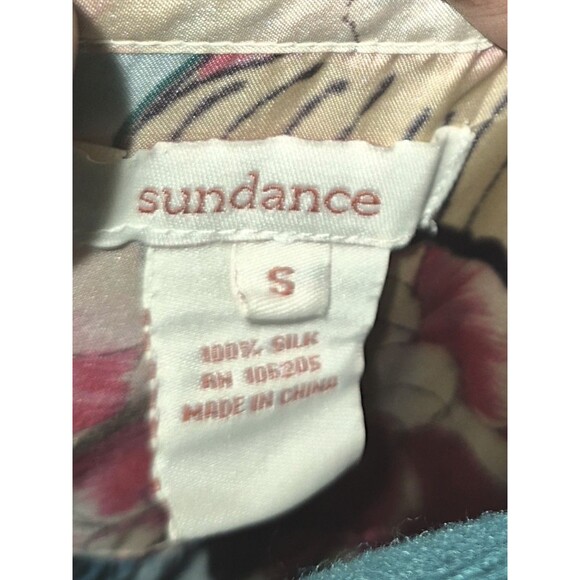 sundance
S
100% SILK
RN 106205
MADE IN CHINA